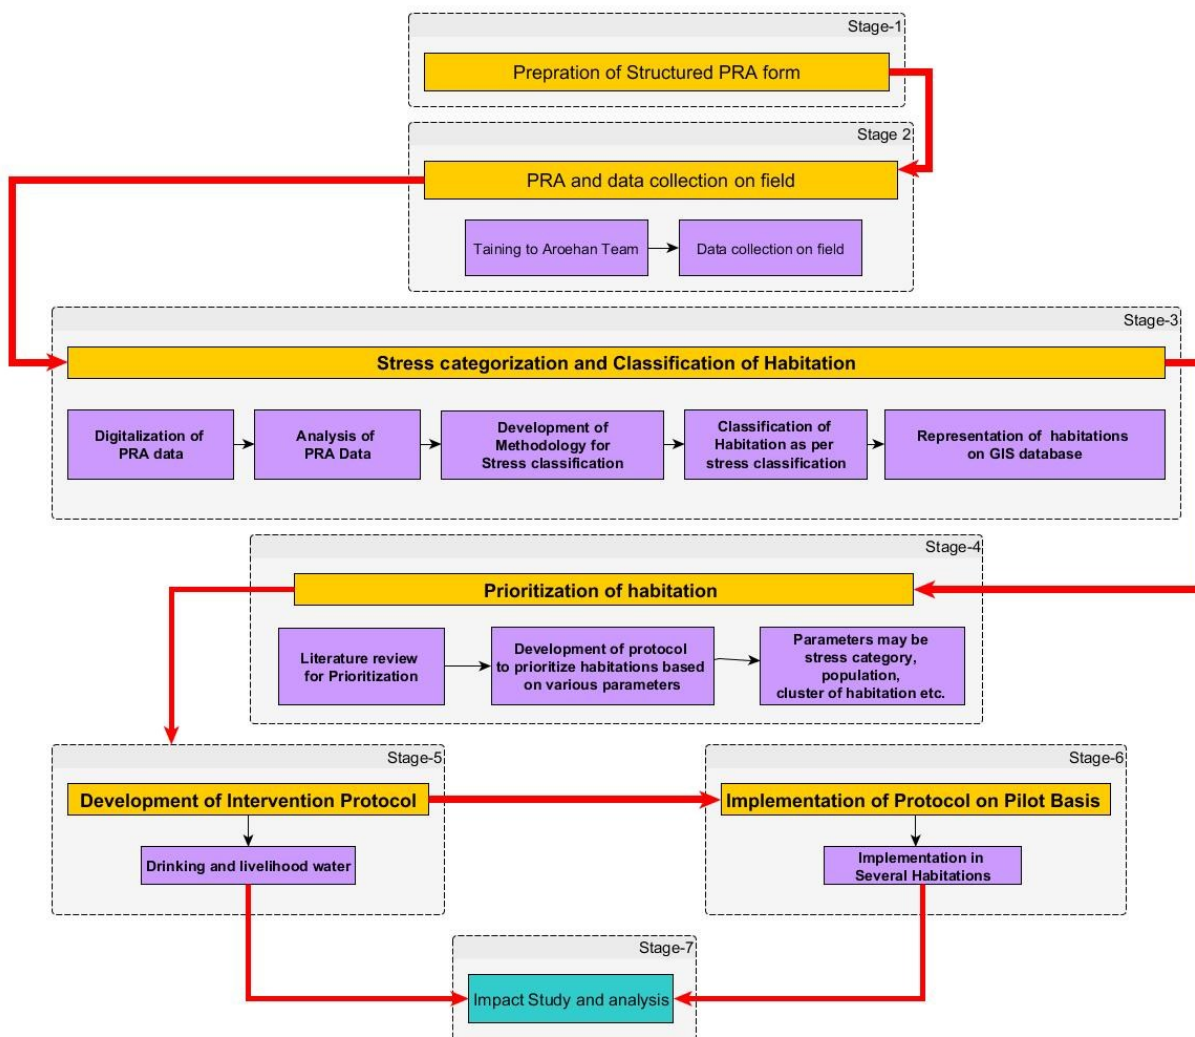 Stage-1
Prepration of Structured PRA form
Stage 2
PRA and data collection on field
Taining to Aroehan Team
Data collection on field
Stage-3
Stress categorization and Classification of Habitation
Digitalization of
PRA data
Analysis of
PRA Data
Development of
Methodology for
Stress classification
Classification of
Habitation as per
stress classification
Representation of habitations
on GIS database
Stage-4
Prioritization of habitation
Literature review
for Prioritization
Development of protocol
to prioritize habitations based
on various parameters
Parameters may be
stress category,
population,
cluster of habitation etc.
Stage-5
Development of Intervention Protocol
Drinking and livelihood water
Stage-6
Implementation of Protocol on Pilot Basis
Implementation in
Several Habitations
Stage-7
Impact Study and analysis